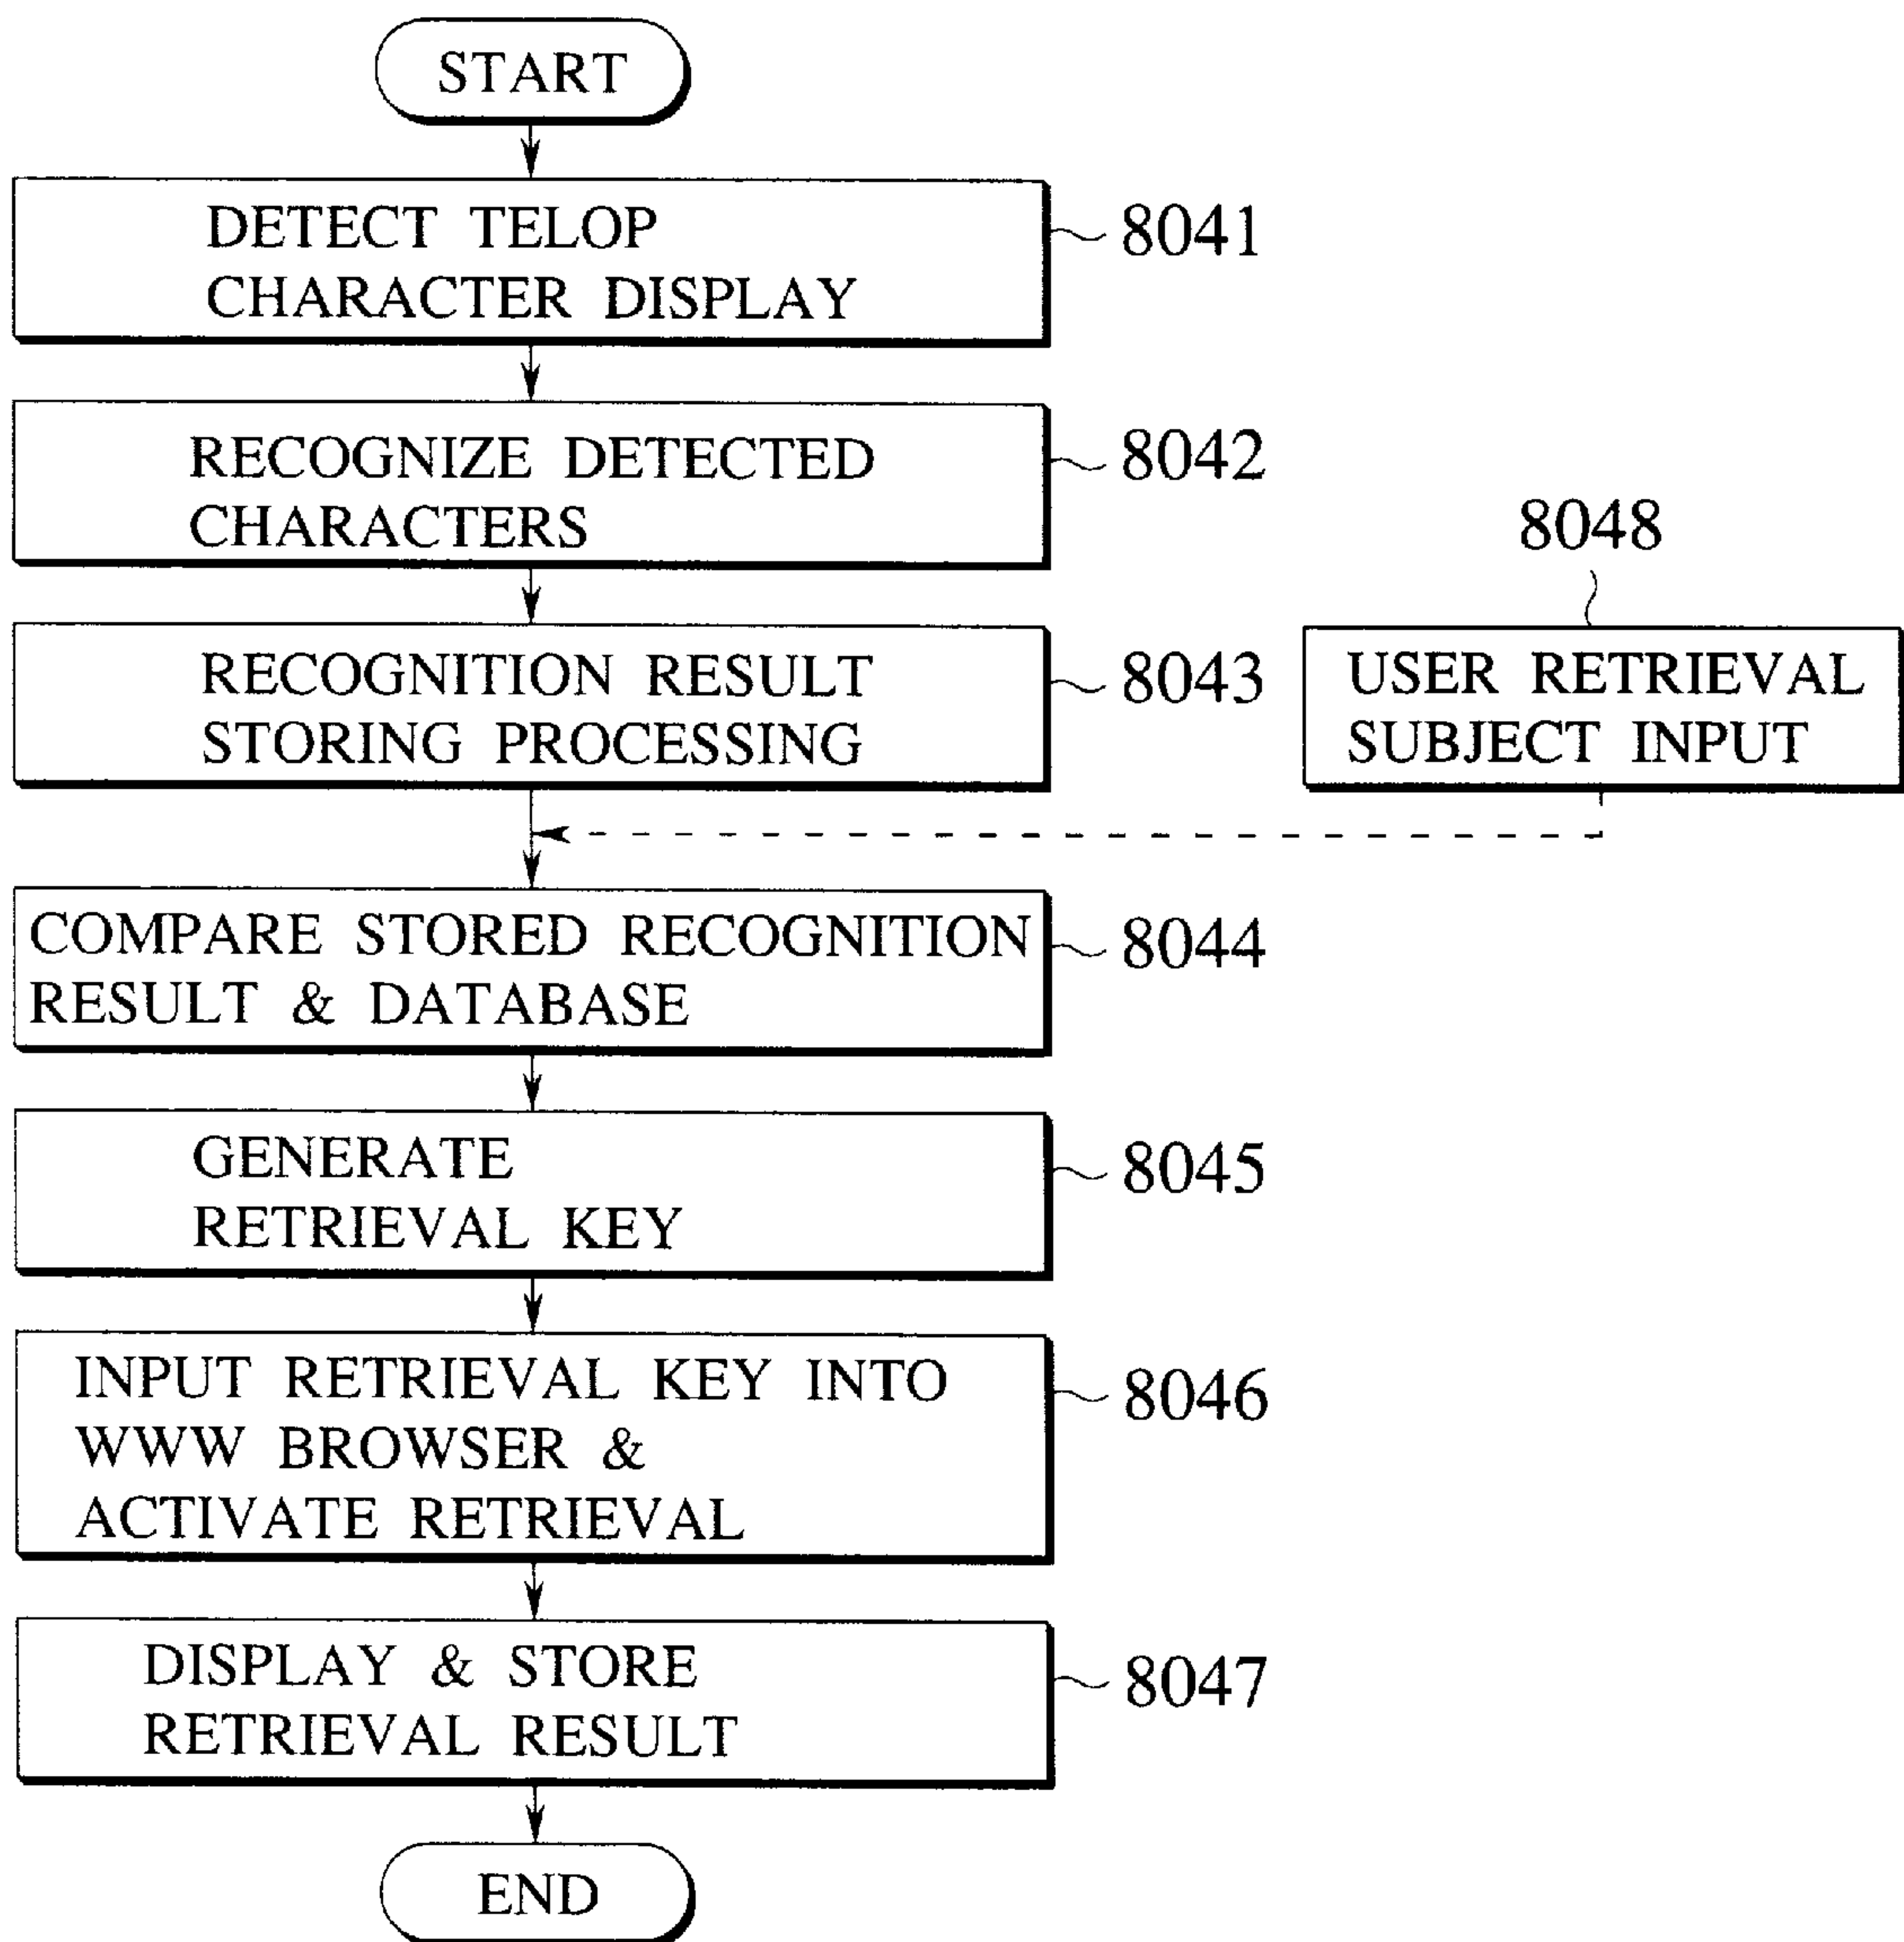 START
DETECT TELOP
CHARACTER DISPLAY
8041
RECOGNIZE DETECTED
CHARACTERS
8042
RECOGNITION RESULT
STORING PROCESSING
8043
8048
USER RETRIEVAL
SUBJECT INPUT
COMPARE STORED RECOGNITION
RESULT & DATABASE
8044
GENERATE
RETRIEVAL KEY
8045
INPUT RETRIEVAL KEY INTO
WWW BROWSER &
ACTIVATE RETRIEVAL
8046
DISPLAY & STORE
RETRIEVAL RESULT
8047
END